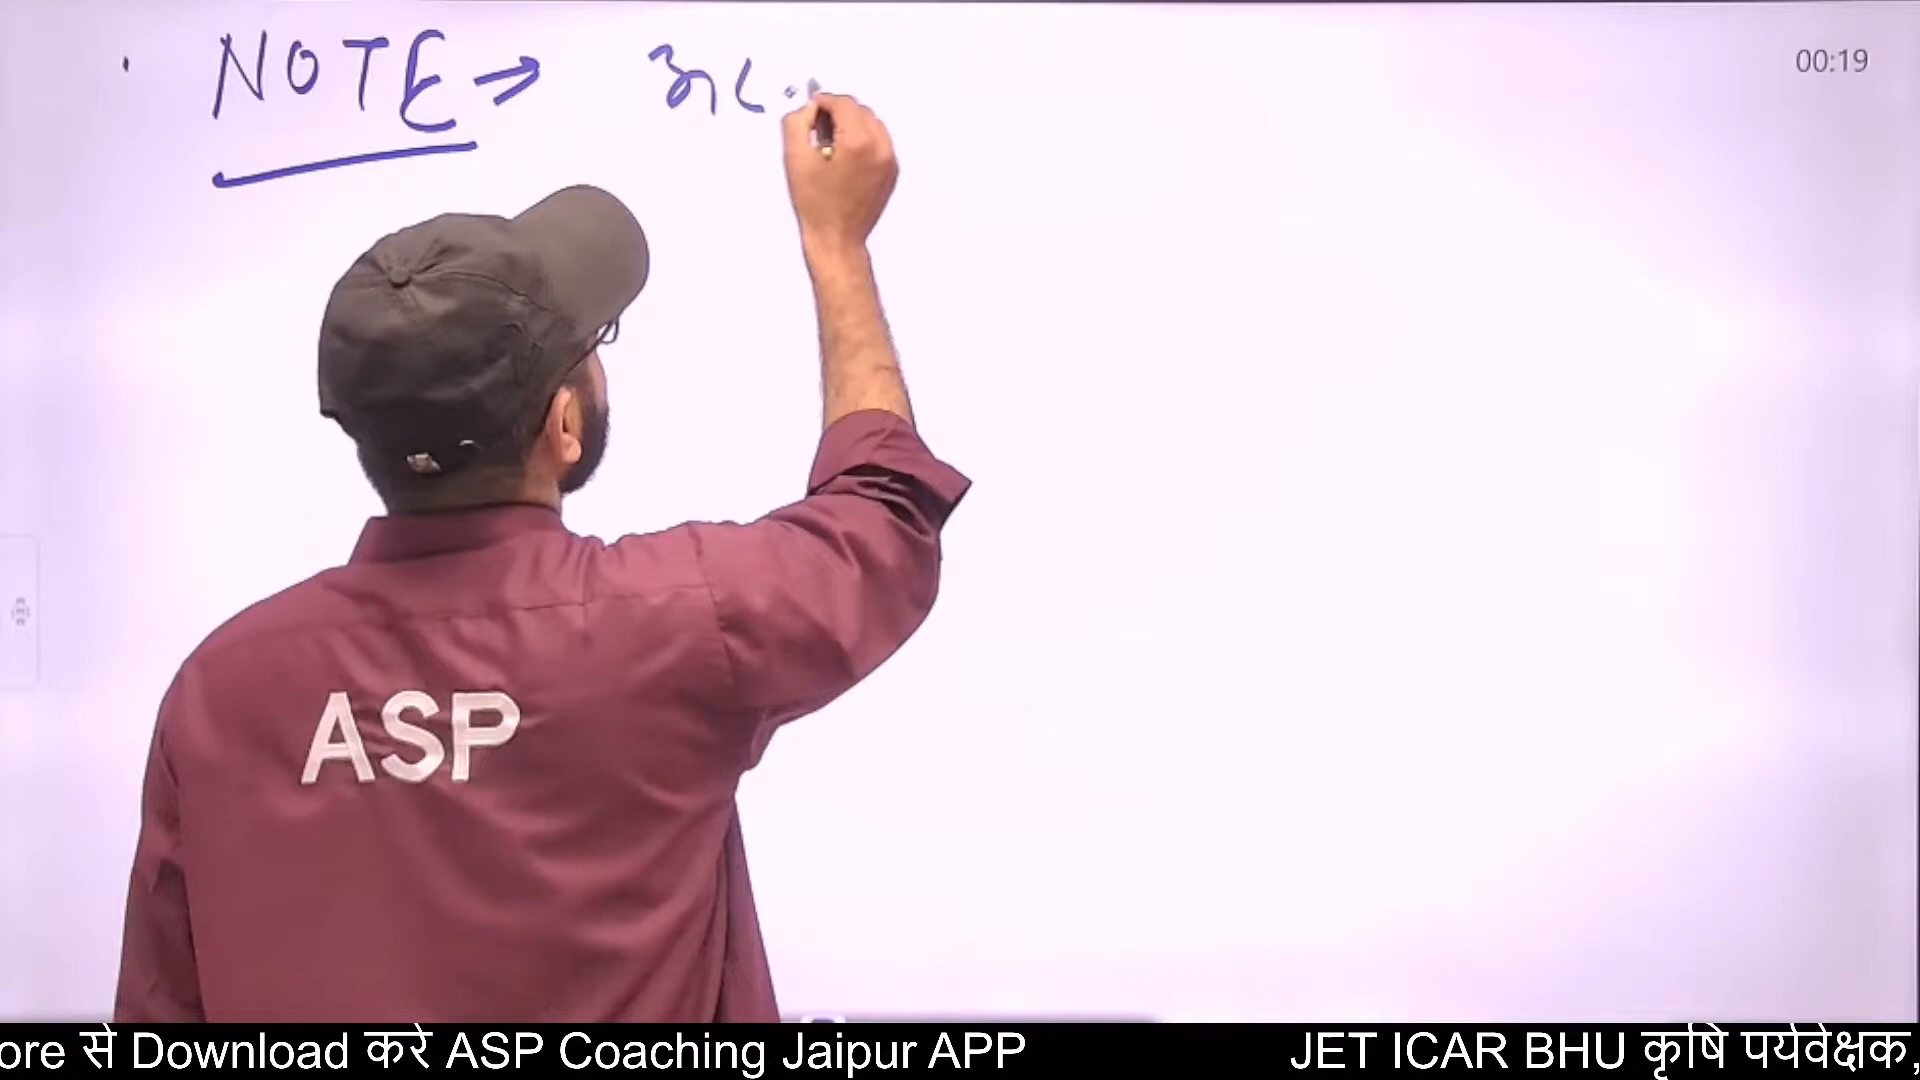 NOTE →
00:19
ASP
ore से Download करे ASP Coaching Jaipur APP JET ICAR BHU कृषि पर्यवेक्षक,